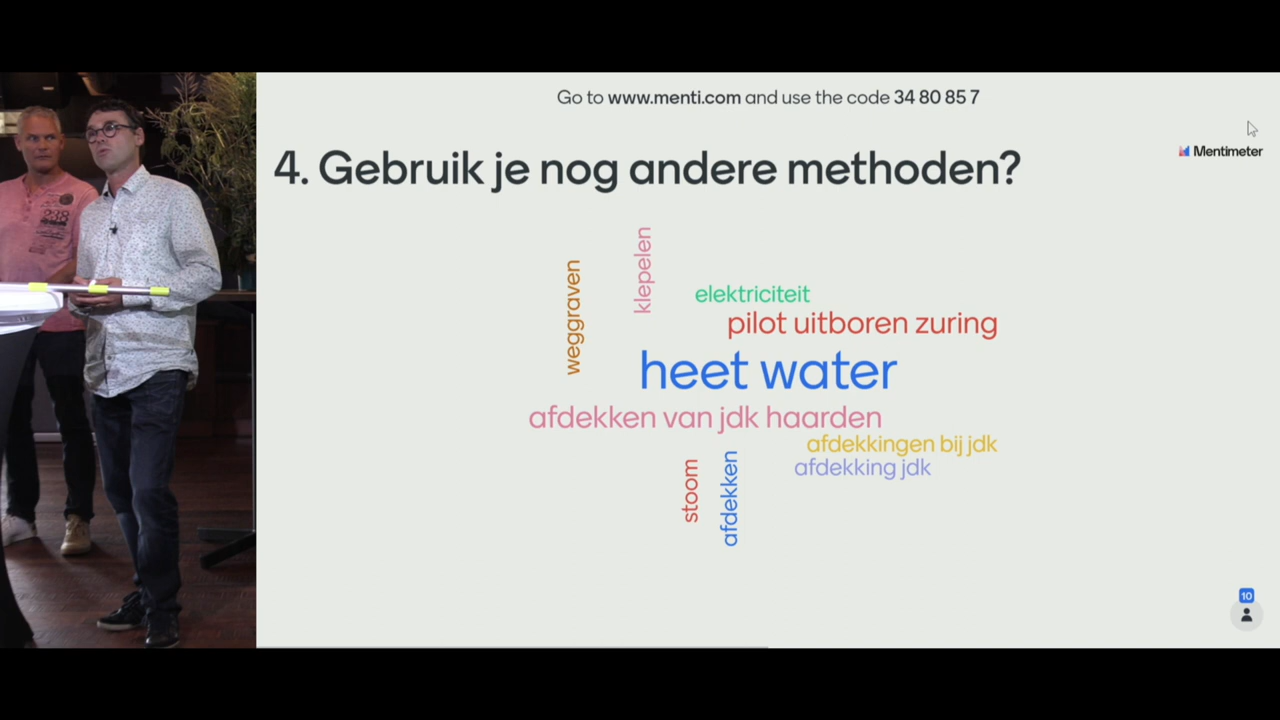 Go to www.menti.com and use the code 34 80 85 7
Mentimeter
4. Gebruik je nog andere methoden?
weggraven
klepelen
elektriciteit
pilot uitboren zuring
heet water
afdekken van jdk haarden
afdekkingen bij jdk
afdekking jdk
stoom
afdekken
10